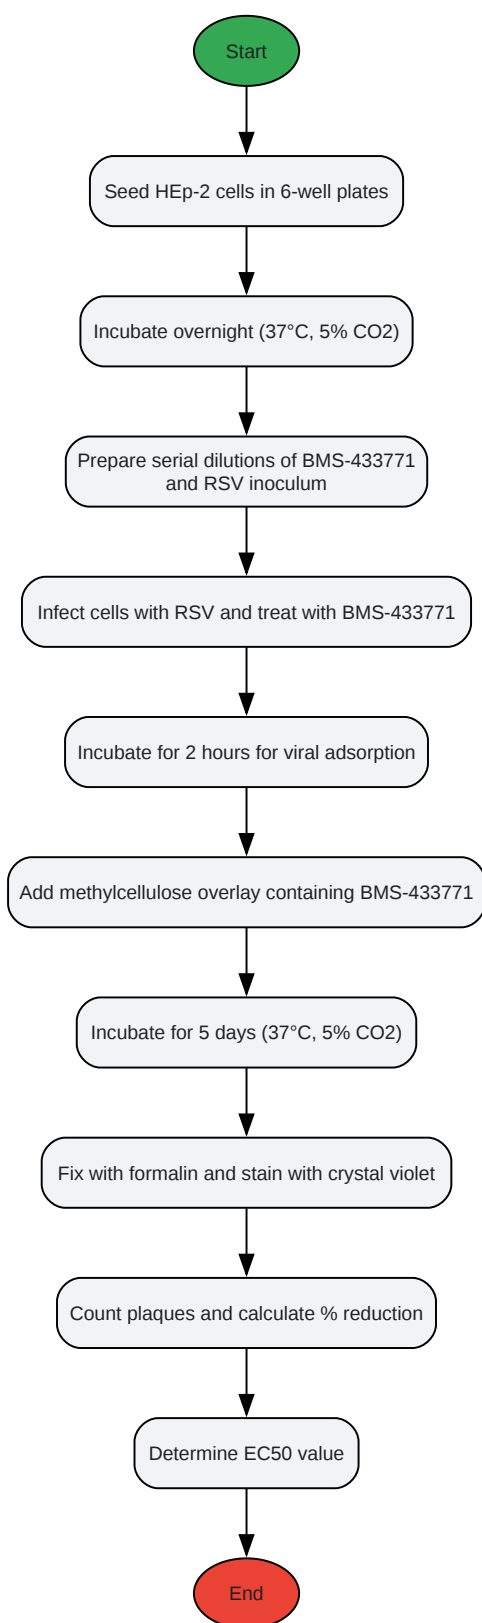 Start
Seed HEp-2 cells in 6-well plates
Incubate overnight (37°C, 5% CO2)
Prepare serial dilutions of BMS-433771
and RSV inoculum
Infect cells with RSV and treat with BMS-433771
Incubate for 2 hours for viral adsorption
Add methylcellulose overlay containing BMS-433771
Incubate for 5 days (37°C, 5% CO2)
Fix with formalin and stain with crystal violet
Count plaques and calculate % reduction
Determine EC50 value
End